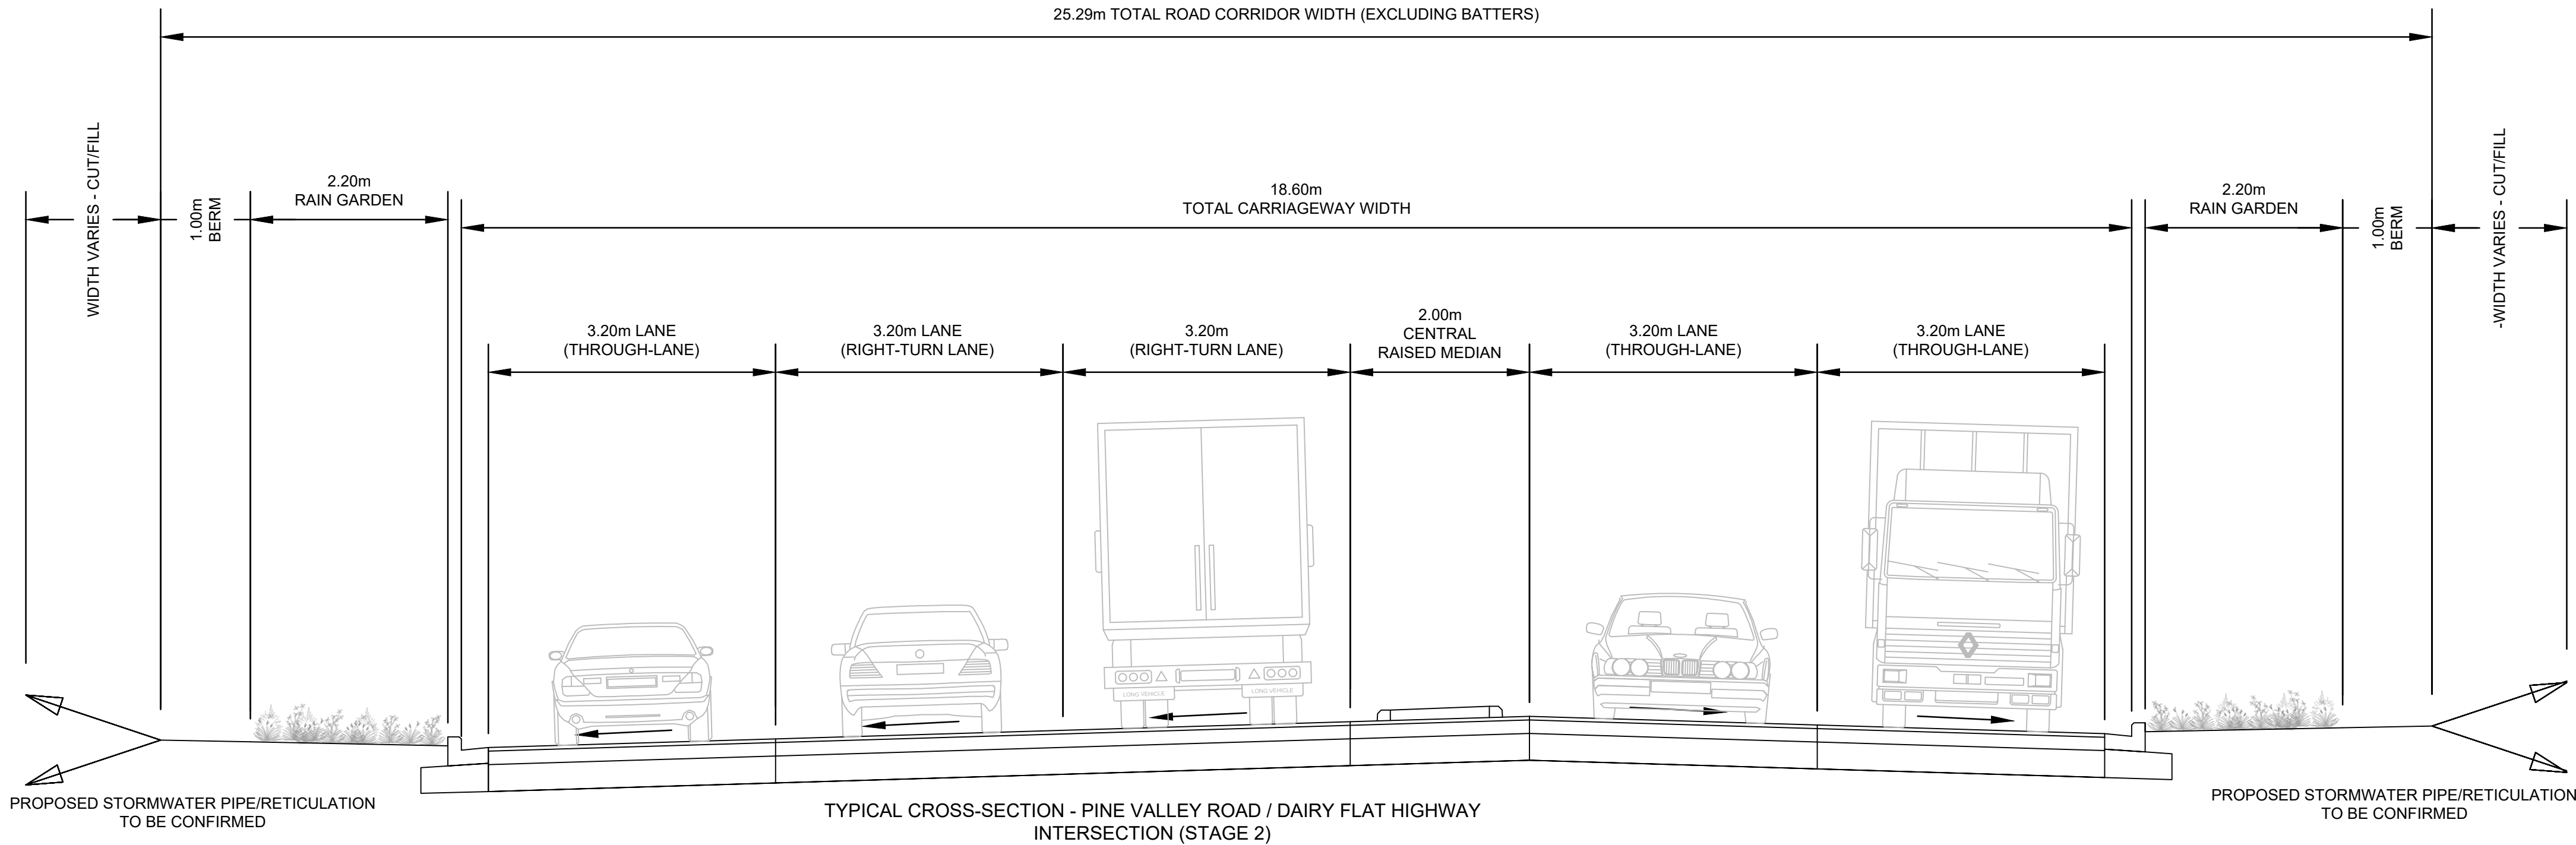 25.29m TOTAL ROAD CORRIDOR WIDTH (EXCLUDING BATTERS)
WIDTH VARIES - CUT/FILL
1.00m
BERM
2.20m
RAIN GARDEN
18.60m
TOTAL CARRIAGEWAY WIDTH
2.20m
RAIN GARDEN
1.00m
BERM
-WIDTH VARIES - CUT/FILL
3.20m LANE
(THROUGH-LANE)
3.20m LANE
(RIGHT-TURN LANE)
3.20m
(RIGHT-TURN LANE)
2.00m
CENTRAL
RAISED MEDIAN
3.20m LANE
(THROUGH-LANE)
3.20m LANE
(THROUGH-LANE)
LONG VEHICLE
LONG VEHICLE
PROPOSED STORMWATER PIPE/RETICULATION
TO BE CONFIRMED
TYPICAL CROSS-SECTION - PINE VALLEY ROAD / DAIRY FLAT HIGHWAY
INTERSECTION (STAGE 2)
PROPOSED STORMWATER PIPE/RETICULATION
TO BE CONFIRMED